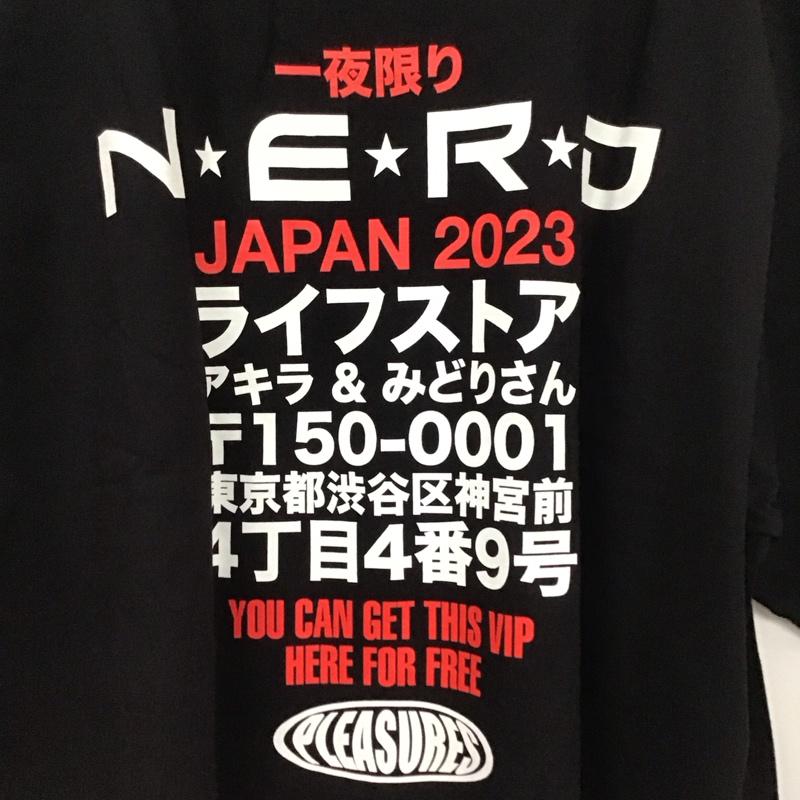 一夜限り
N★E★R★D
JAPAN 2023
ライフストア
アキラ & みどりさん
〒150-0001
東京都渋谷区神宮前
4丁目4番9号
YOU CAN GET THIS VIP
HERE FOR FREE
PLEASURES